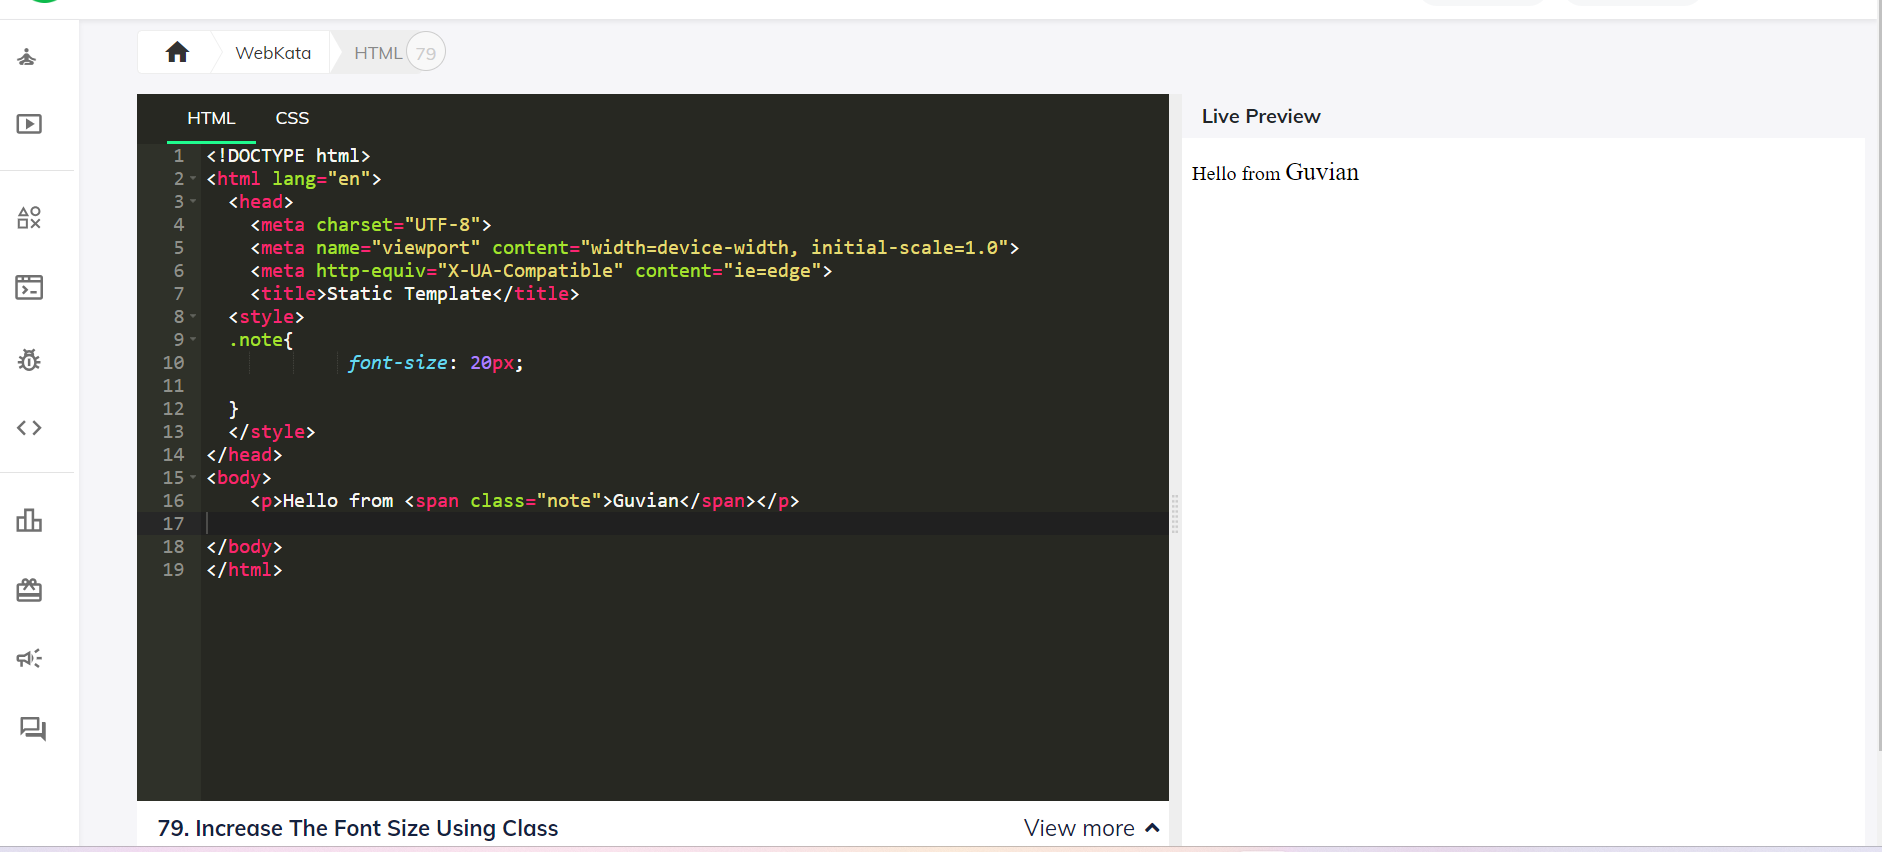 WebKata
HTML 79
HTML CSS
Live Preview
1 <!DOCTYPE html>
2 <html lang="en">
3 <head>
4 <meta charset="UTF-8">
5 <meta name="viewport" content="width=device-width, initial-scale=1.0">
6 <meta http-equiv="X-UA-Compatible" content="ie=edge">
7 <title>Static Template</title>
8 <style>
9 .note{
10 font-size: 20px;
11
12 }
13 </style>
14 </head>
15 <body>
16 <p>Hello from <span class="note">Guvian</span></p>
17
18 </body>
19 </html>
Hello from Guvian
79. Increase The Font Size Using Class
View more